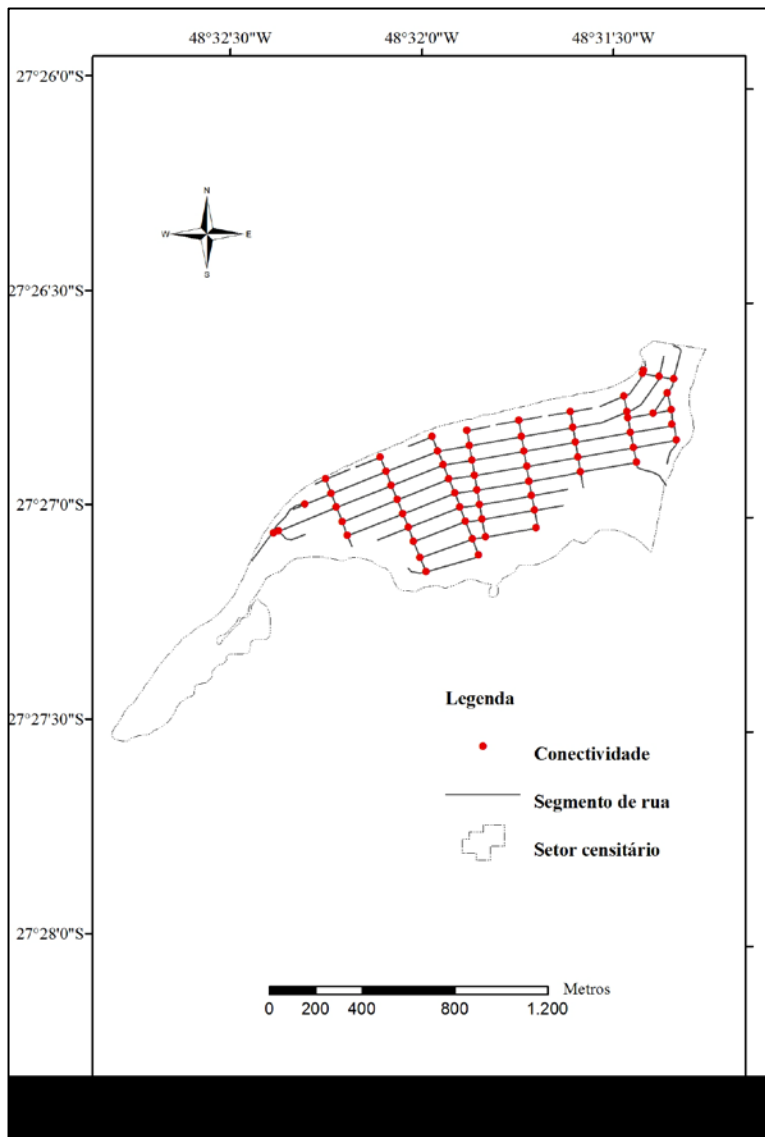 48°32'30"W 48°32'0"W 48°31'30"W
27°26'0"S
N
W E
S
27°26'30"S
27°27'0"S
27°27'30"S
Legenda
Conectividade
Segmento de rua
Setor censitário
27°28'0"S
Metros
0 200 400 800 1.200